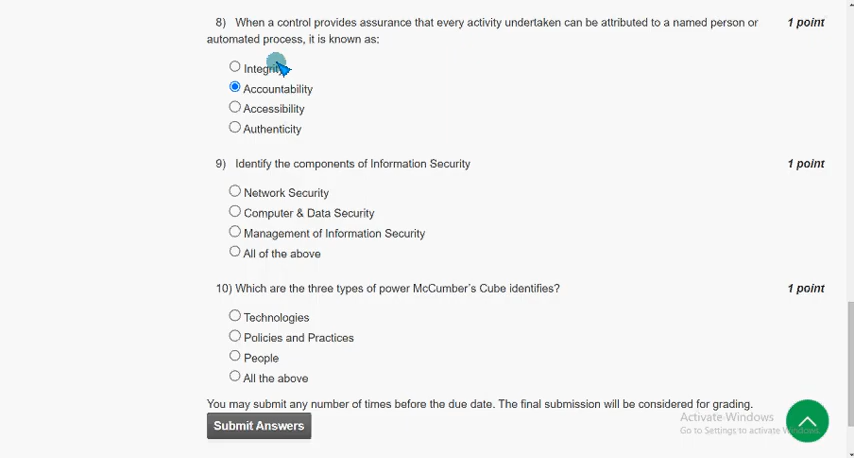 8) When a control provides assurance that every activity undertaken can be attributed to a named person or 1 point
automated process, it is known as:
Integrity
Accountability
Accessibility
Authenticity
9) Identify the components of Information Security 1 point
Network Security
Computer & Data Security
Management of Information Security
All of the above
10) Which are the three types of power McCumber's Cube identifies? 1 point
Technologies
Policies and Practices
People
All the above
You may submit any number of times before the due date. The final submission will be considered for grading.
Submit Answers
Activate Windows
Go to Settings to activate Windows.